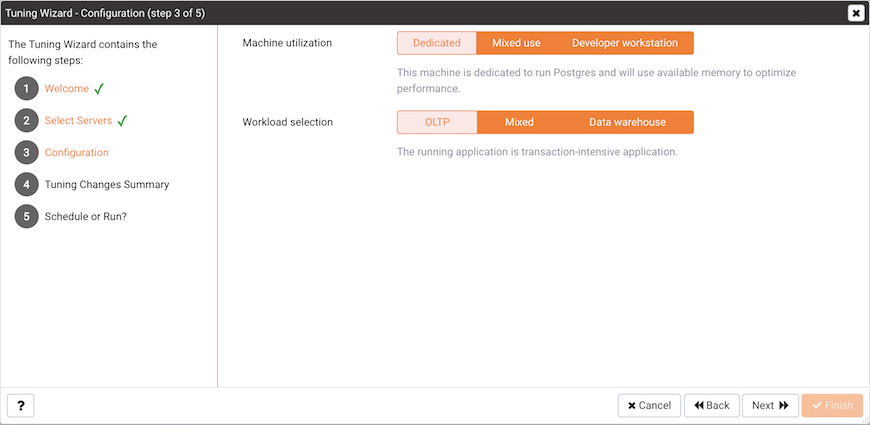 Tuning Wizard - Configuration (step 3 of 5)
The Tuning Wizard contains the
following steps:
1 Welcome
2 Select Servers
3 Configuration
4 Tuning Changes Summary
5 Schedule or Run?
Machine utilization Dedicated Mixed use Developer workstation
This machine is dedicated to run Postgres and will use available memory to optimize
performance.
Workload selection OLTP Mixed Data warehouse
The running application is transaction-intensive application.
? Cancel Back Next Finish